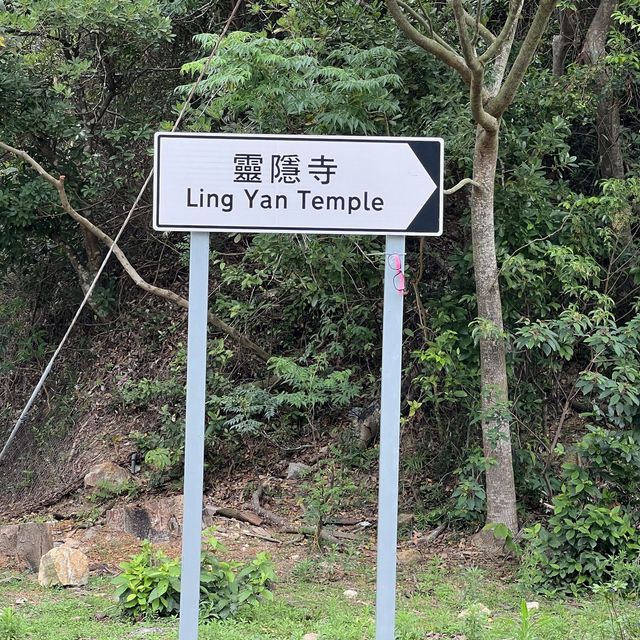 靈隱寺
Ling Yan Temple